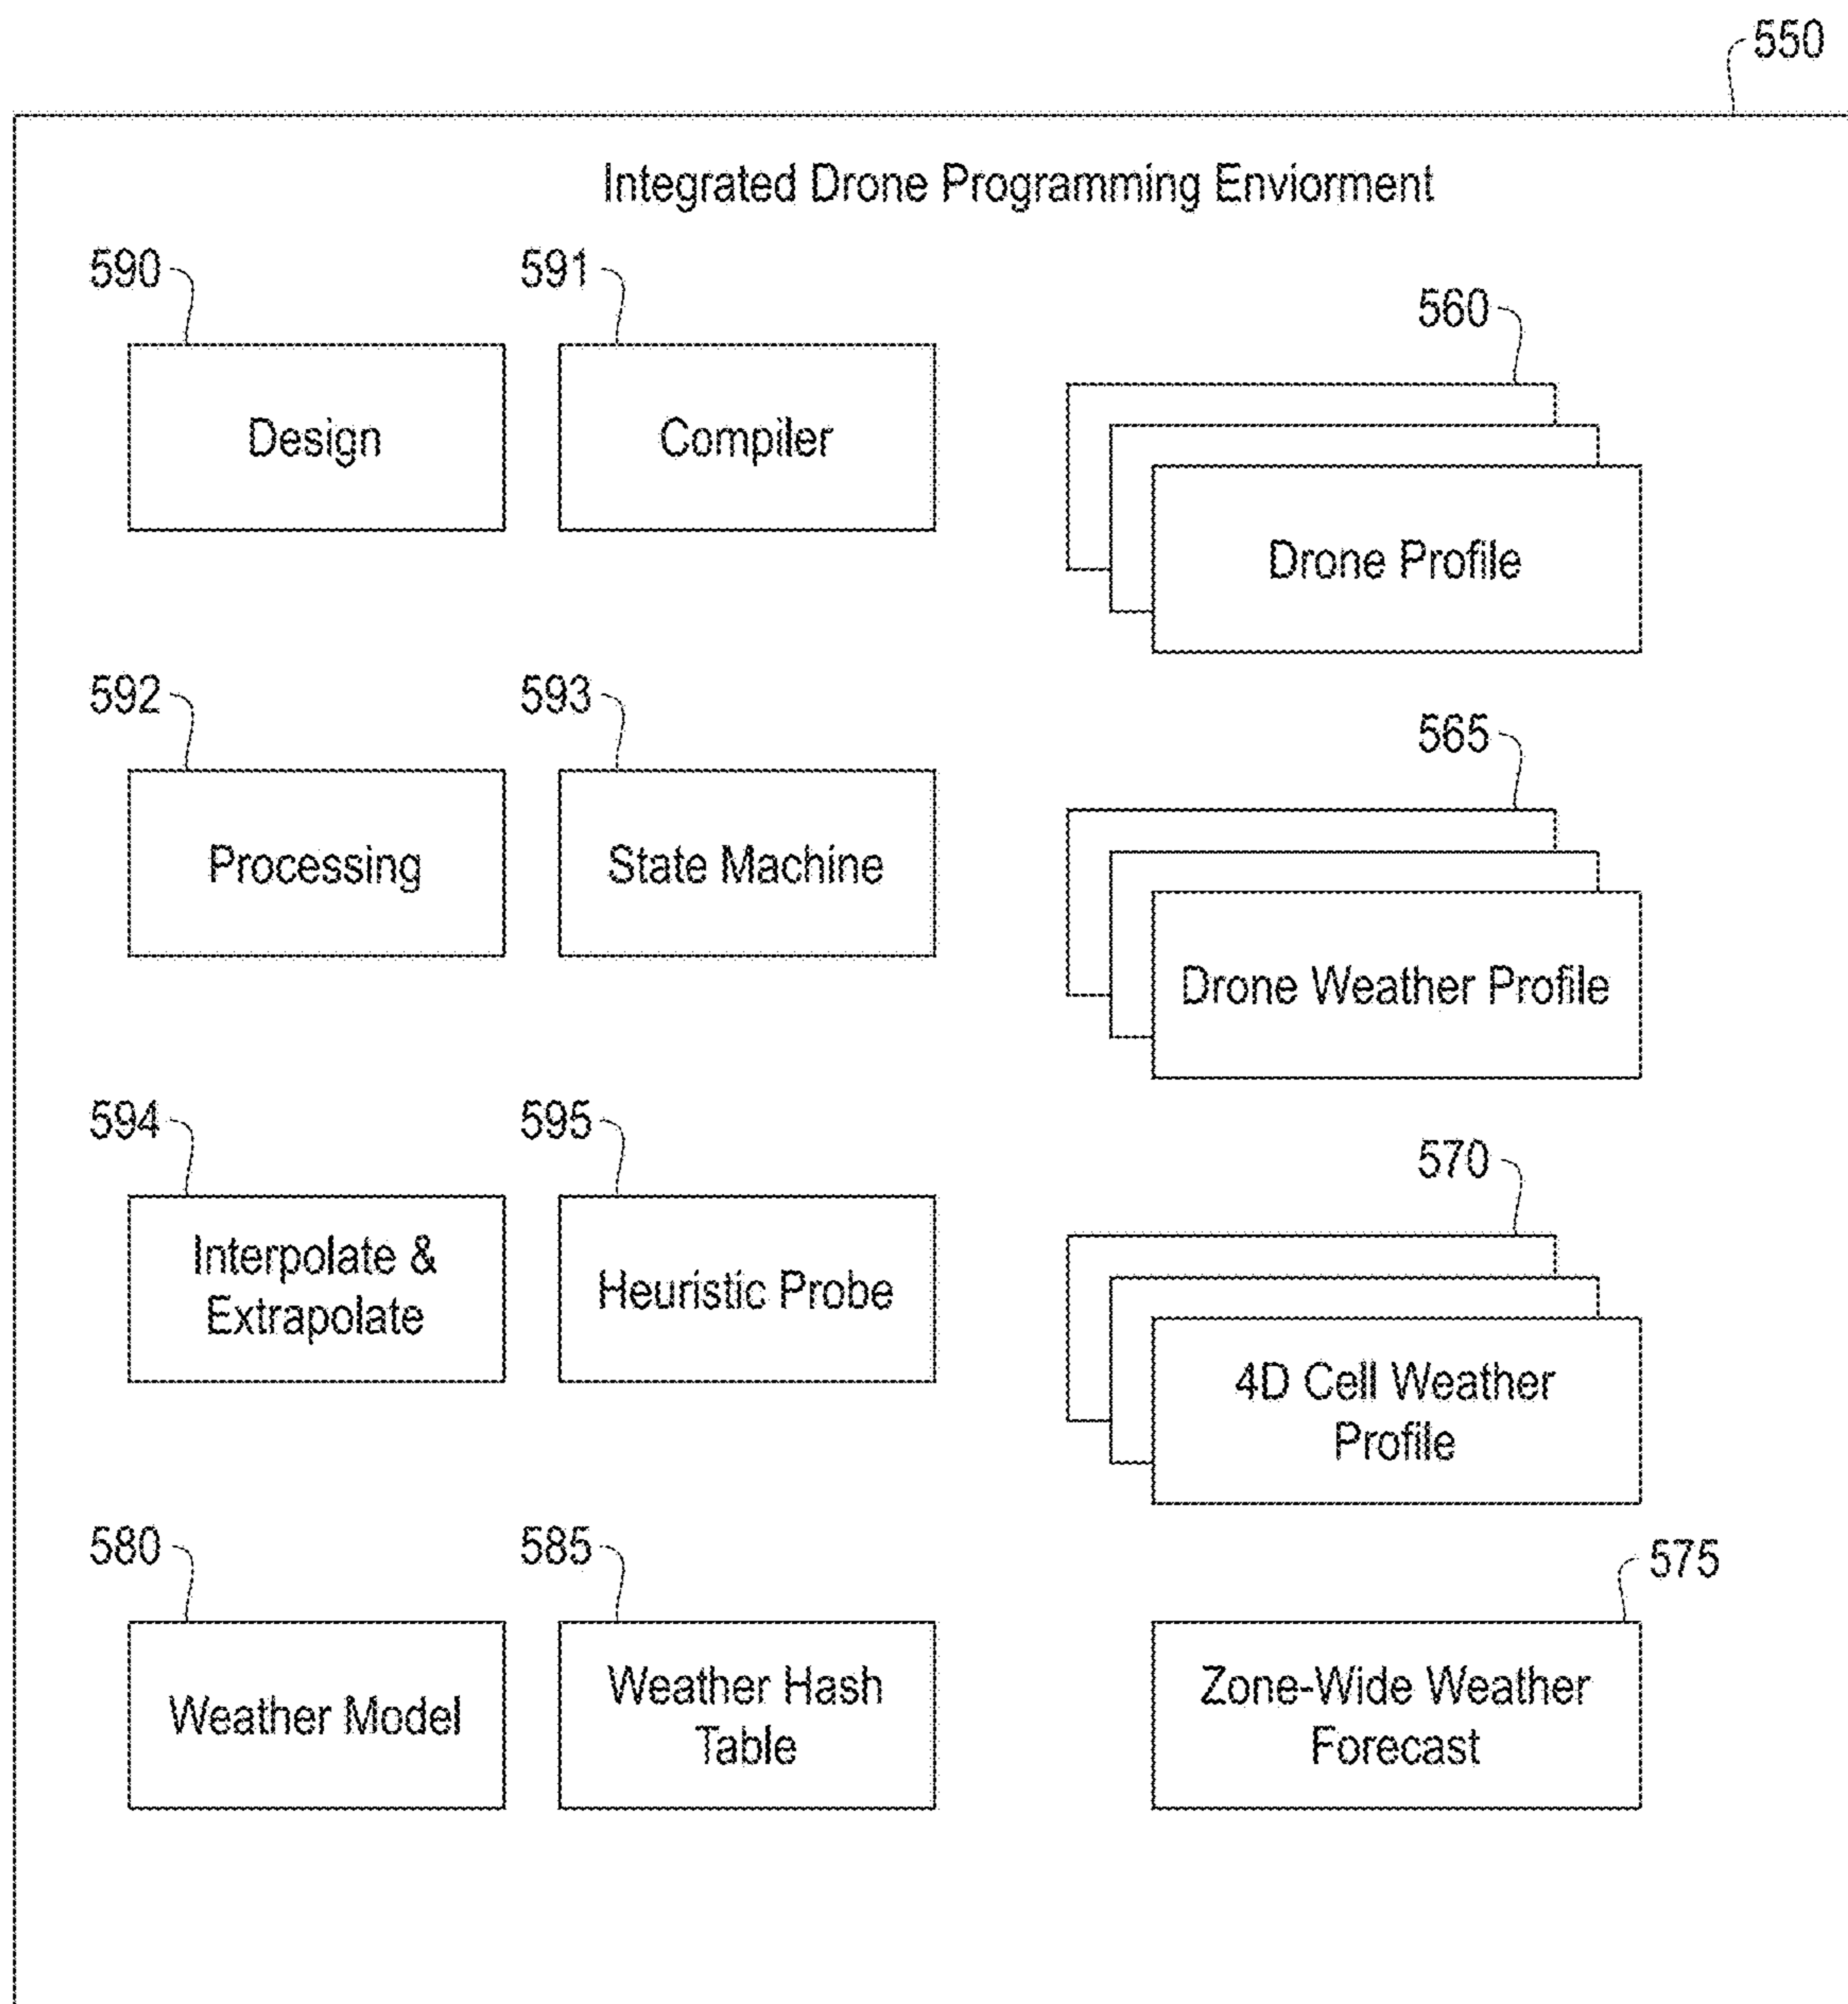 550
Integrated Drone Programming Enviorment
590
591
560
Design
Compiler
Drone Profile
592
593
565
Processing
State Machine
Drone Weather Profile
594
595
570
Interpolate &
Extrapolate
Heuristic Probe
4D Cell Weather
Profile
580
585
575
Weather Model
Weather Hash
Table
Zone-Wide Weather
Forecast